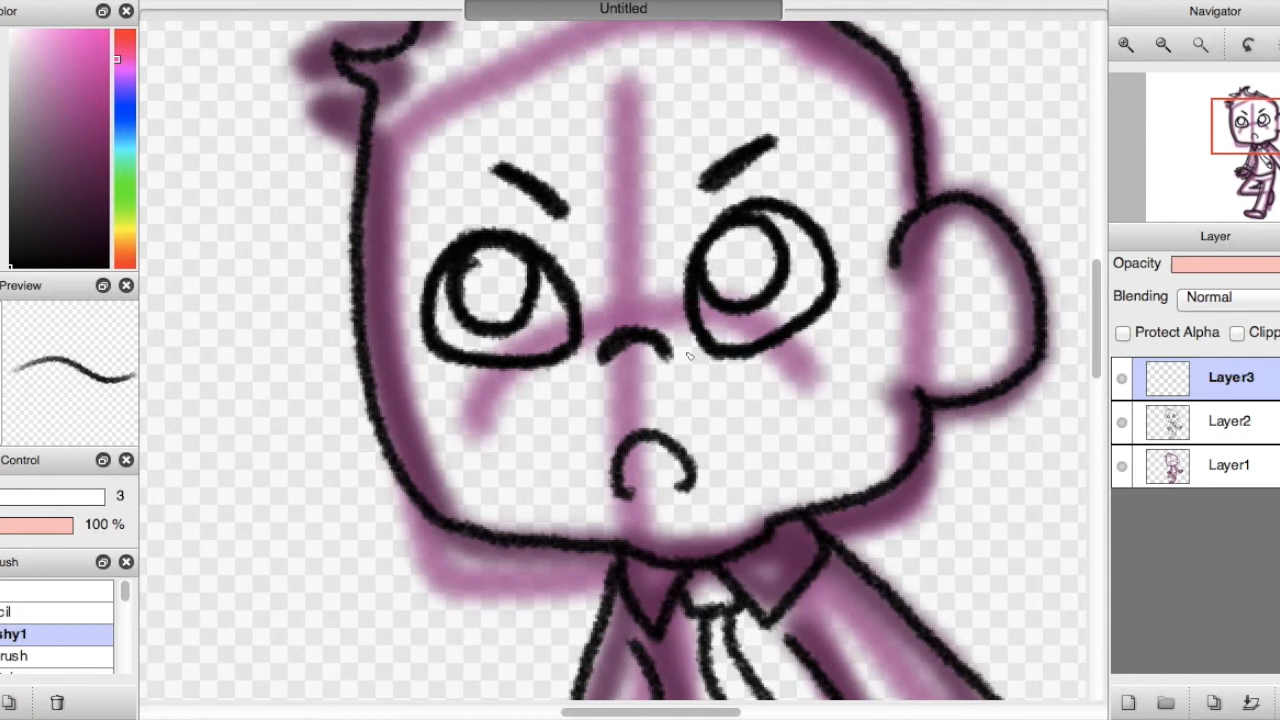 Untitled
olor
Navigator
Preview
Layer
Opacity
Blending Normal
Protect Alpha Clippin
Layer3
Layer2
Layer1
Control
3
100 %
ush
cil
shy1
rush